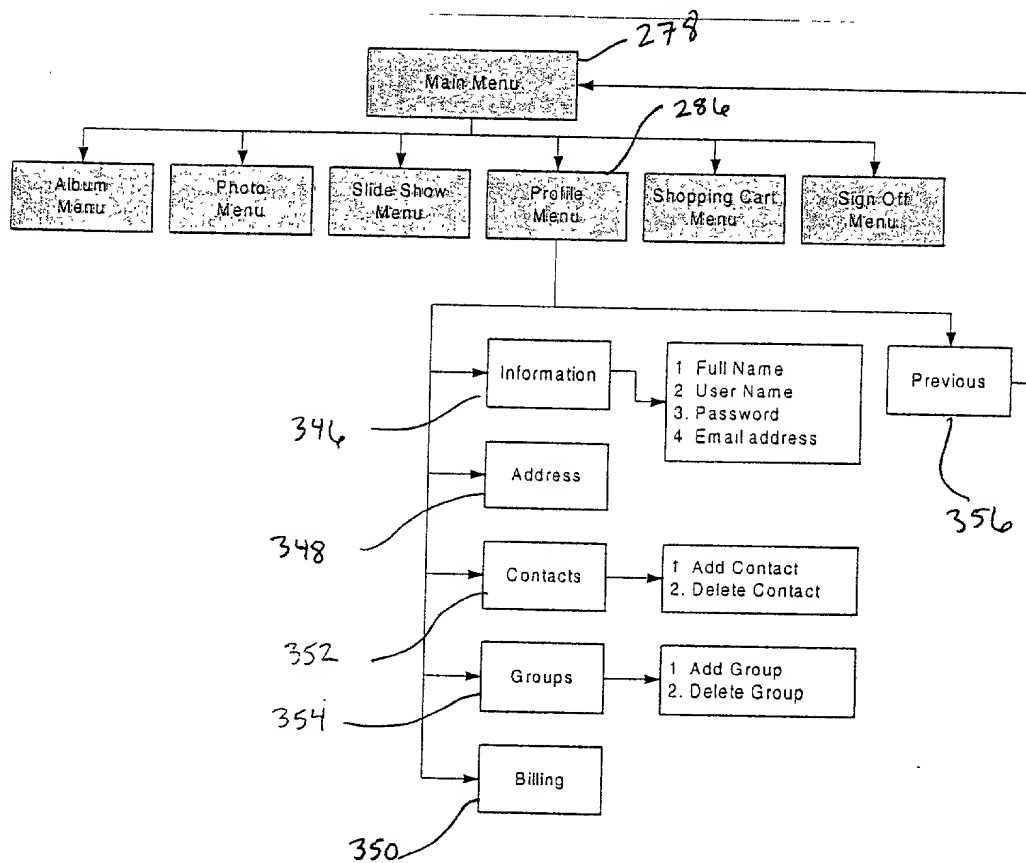 278
Main Menu
286
Album
Menu
Photo
Menu
Slide Show
Menu
Profile
Menu
Shopping Cart
Menu
Sign Off
Menu
Information
346
1 Full Name
2 User Name
3. Password
4 Email address
Previous
356
Address
348
Contacts
352
1 Add Contact
2. Delete Contact
Groups
354
1 Add Group
2. Delete Group
Billing
350